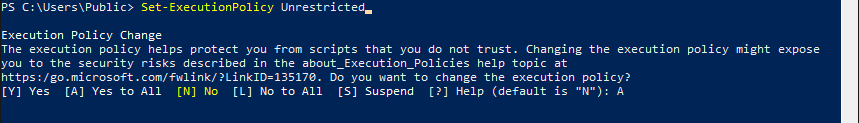 PS C:\Users\Public> Set-ExecutionPolicy Unrestricted
Execution Policy Change
The execution policy helps protect you from scripts that you do not trust. Changing the execution policy might expose
you to the security risks described in the about_Execution_Policies help topic at
https:/go.microsoft.com/fwlink/?LinkID=135170. Do you want to change the execution policy?
[Y] Yes  [A] Yes to All  [N] No  [L] No to All  [S] Suspend  [?] Help (default is "N"): A